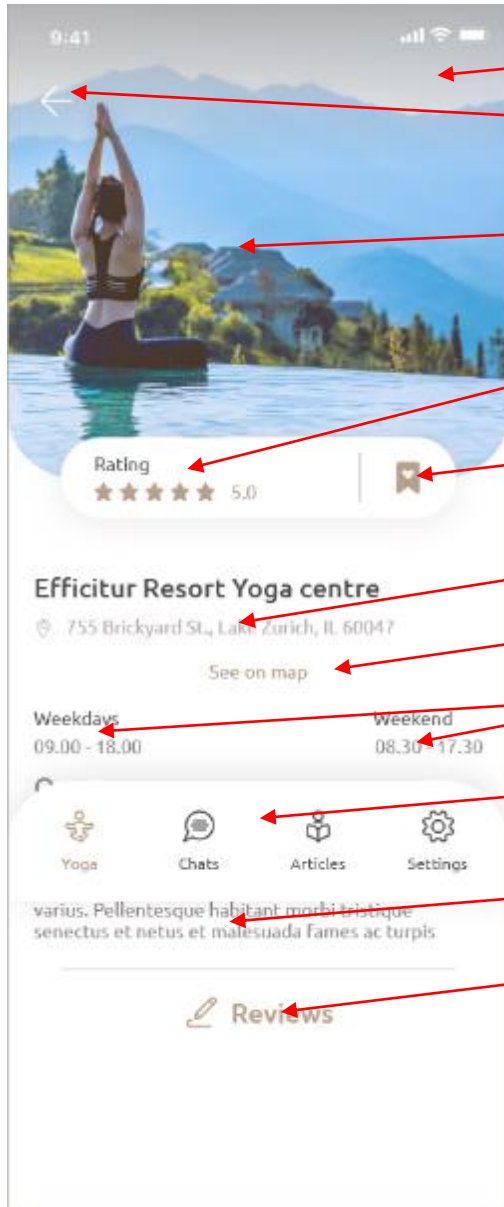 9:41
Rating
5.0
Efficitur Resort Yoga centre
755 Brickyard St., Lake Zurich, IL 60047
See on map
Weekdays Weekend
09.00 - 18.00 08.30 - 17.30
Yoga Chats Articles Settings
varius. Pellentesque habitant morbi tristique
senectus et netus et malesuada fames ac turpis
Reviews